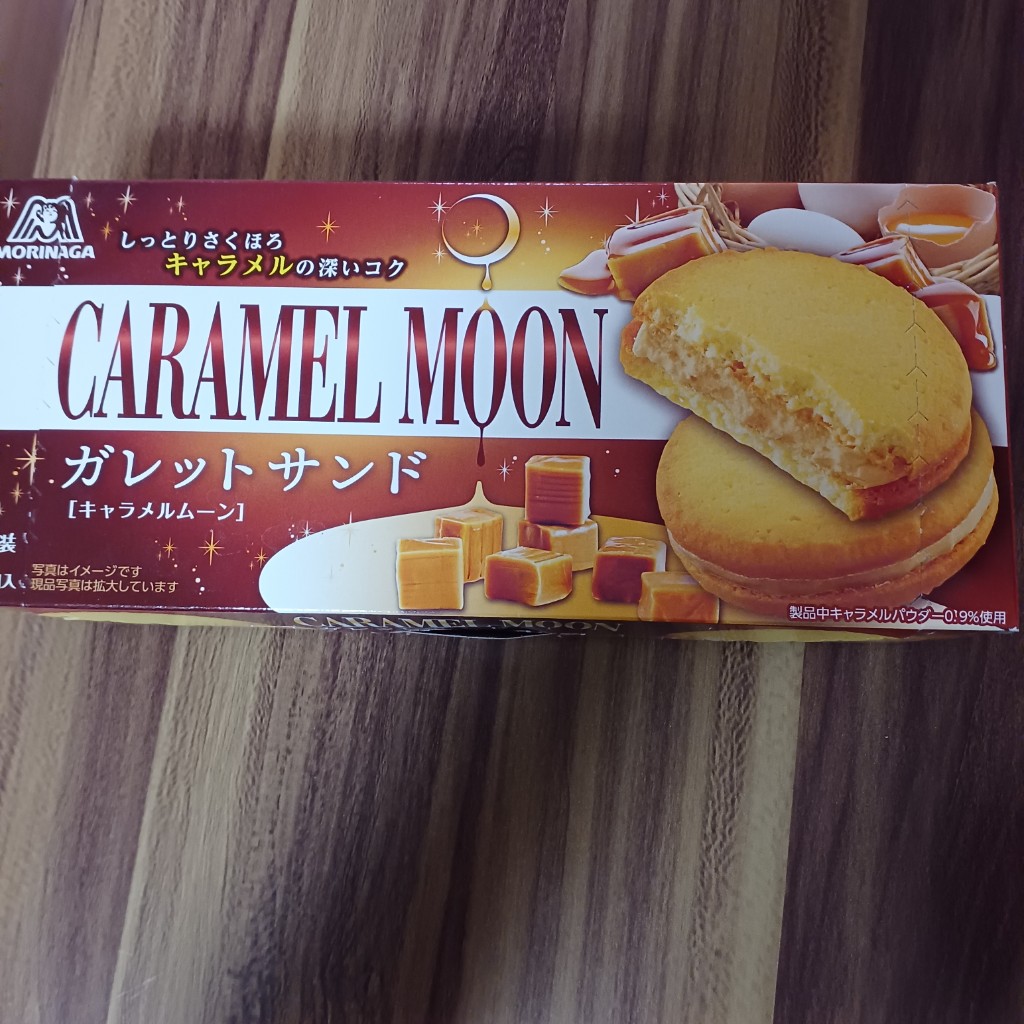 MORINAGA
しっとりさくほろ
キャラメルの深いコク
CARAMEL MOON
ガレットサンド
[キャラメルムーン]
装
入
写真はイメージです
現品写真は拡大しています
製品中キャラメルパウダー0.9%使用
CARAMEL MOON